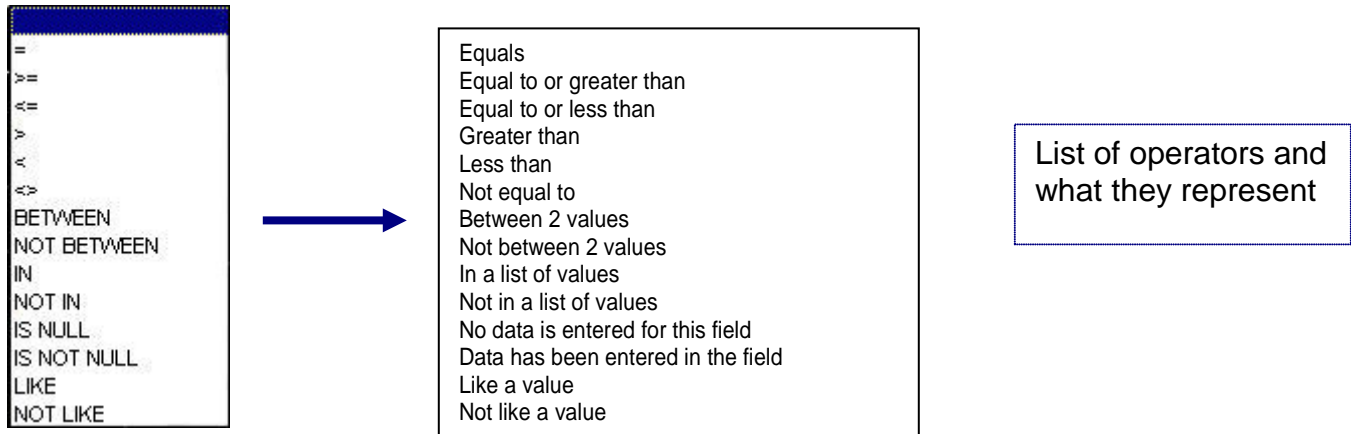 =
>=
<=
>
<
<>
BETWEEN
NOT BETWEEN
IN
NOT IN
IS NULL
IS NOT NULL
LIKE
NOT LIKE
Equals
Equal to or greater than
Equal to or less than
Greater than
Less than
Not equal to
Between 2 values
Not between 2 values
In a list of values
Not in a list of values
No data is entered for this field
Data has been entered in the field
Like a value
Not like a value
List of operators and
what they represent